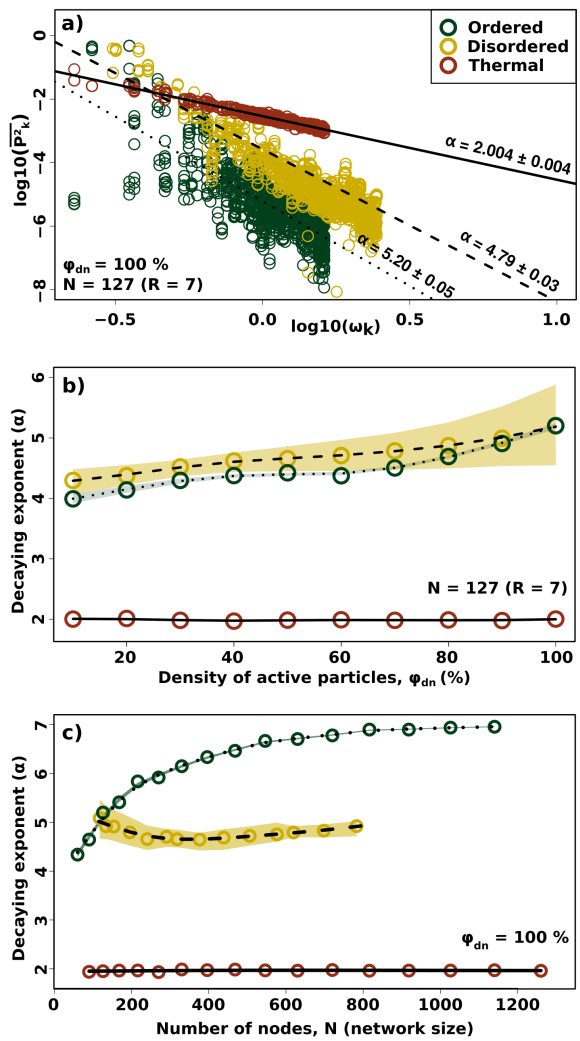 a)
Ordered
Disordered
Thermal
log10(P²k)
0
−2
−4
−6
−8
α = 2.004 ± 0.004
α = 4.79 ± 0.03
α = 5.20 ± 0.05
φdn = 100 %
N = 127 (R = 7)
−0.5
0.0
0.5
1.0
log10(ωk)
b)
Decaying exponent (α)
6
5
4
3
2
N = 127 (R = 7)
20
40
60
80
100
Density of active particles, φdn (%)
c)
Decaying exponent (α)
7
6
5
4
3
2
φdn = 100 %
0
200
400
600
800
1000
1200
Number of nodes, N (network size)